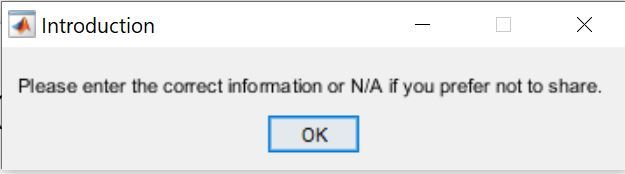 Introduction
Please enter the correct information or N/A if you prefer not to share.
OK